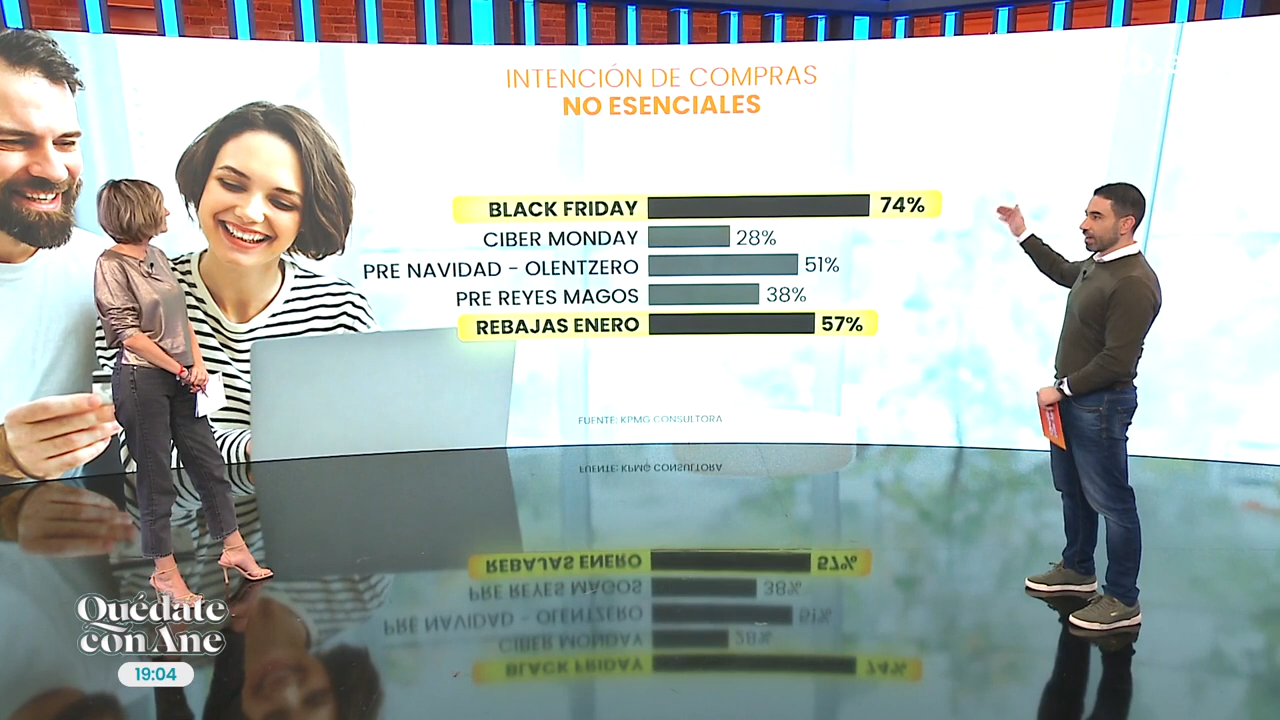 INTENCIÓN DE COMPRAS
NO ESENCIALES
BLACK FRIDAY 74%
CIBER MONDAY 28%
PRE NAVIDAD - OLENTZERO 51%
PRE REYES MAGOS 38%
REBAJAS ENERO 57%
FUENTE: KPMG CONSULTORA
Quédate
con Ane
19:04